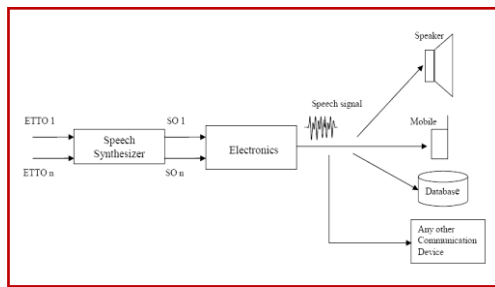 Speaker
Speech signal
ETTO 1
SO 1
Mobile
Speech
Synthesizer
Electronics
ETTO n
SO n
Database
Any other
Communication
Device